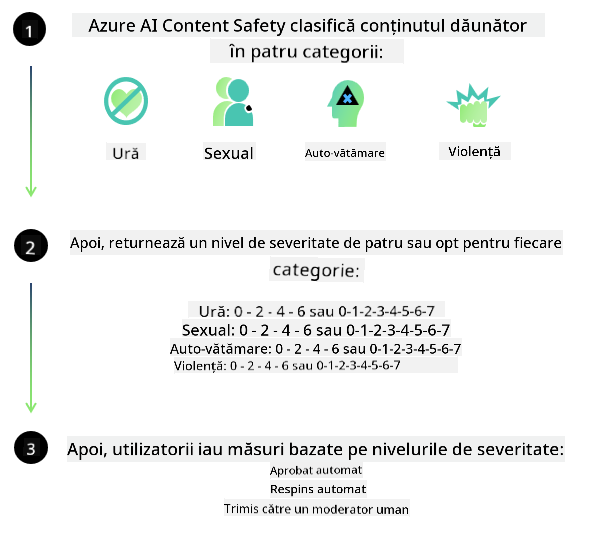 1
Azure AI Content Safety clasifică conținutul dăunător
în patru categorii:
Ură
Sexual
Auto-vătămare
Violență
2
Apoi, returnează un nivel de severitate de patru sau opt pentru fiecare
categorie:
Ură: 0 - 2 - 4 - 6 sau 0-1-2-3-4-5-6-7
Sexual: 0 - 2 - 4 - 6 sau 0-1-2-3-4-5-6-7
Auto-vătămare: 0 - 2 - 4 - 6 sau 0-1-2-3-4-5-6-7
Violență: 0 - 2 - 4 - 6 sau 0-1-2-3-4-5-6-7
3
Apoi, utilizatorii iau măsuri bazate pe nivelurile de severitate:
Aprobat automat
Respins automat
Trimis către un moderator uman